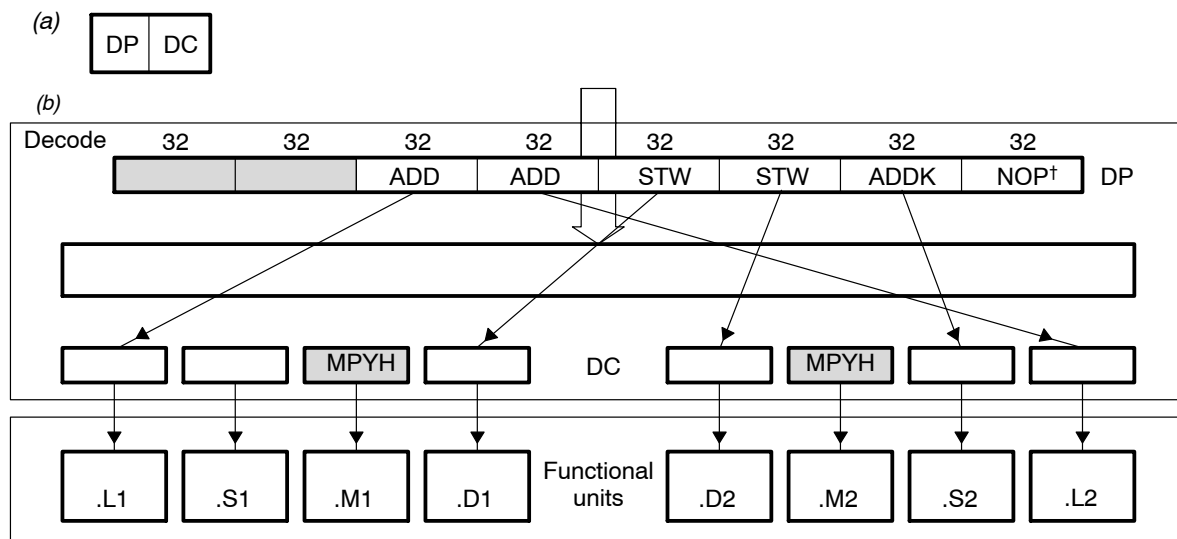 (a)
DP DC
(b)
Decode 32 32 32 32 32 32 32 32
ADD ADD STW STW ADDK NOP† DP
MPYH DC MPYH
.L1 .S1 .M1 .D1 Functional units .D2 .M2 .S2 .L2